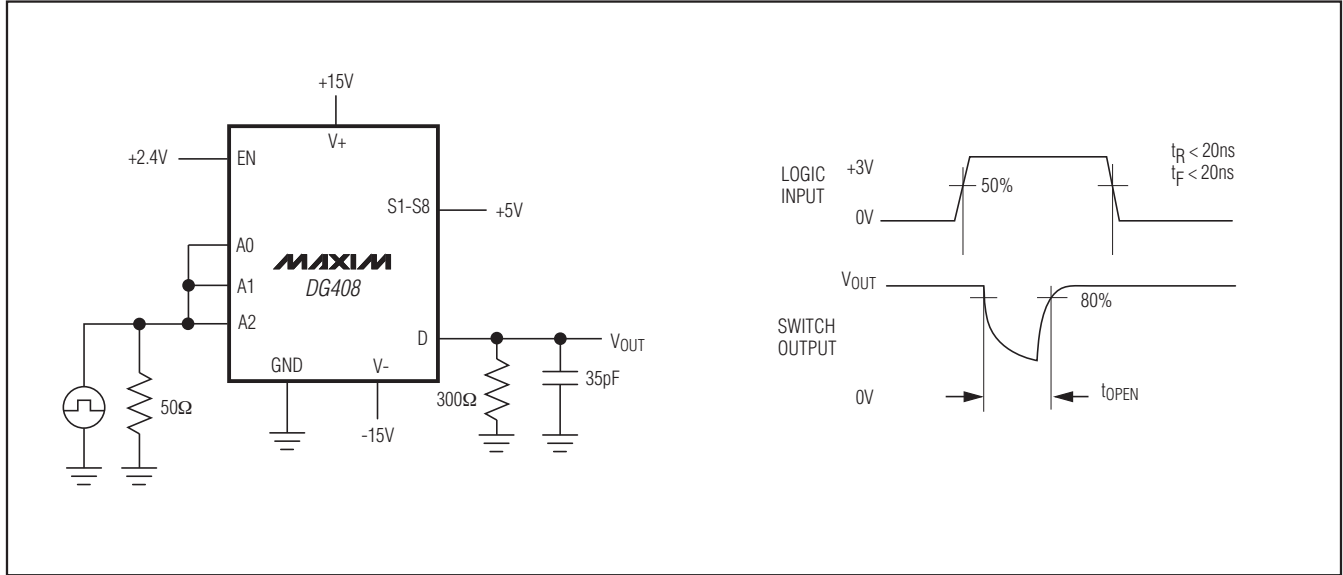 +15V
V+
+2.4V
EN
S1-S8
+5V
A0
A1
A2
MAXIM
DG408
D
VOUT
GND
V-
50Ω
300Ω
35pF
-15V
LOGIC
INPUT
+3V
0V
50%
tR < 20ns
tF < 20ns
VOUT
80%
SWITCH
OUTPUT
0V
tOPEN